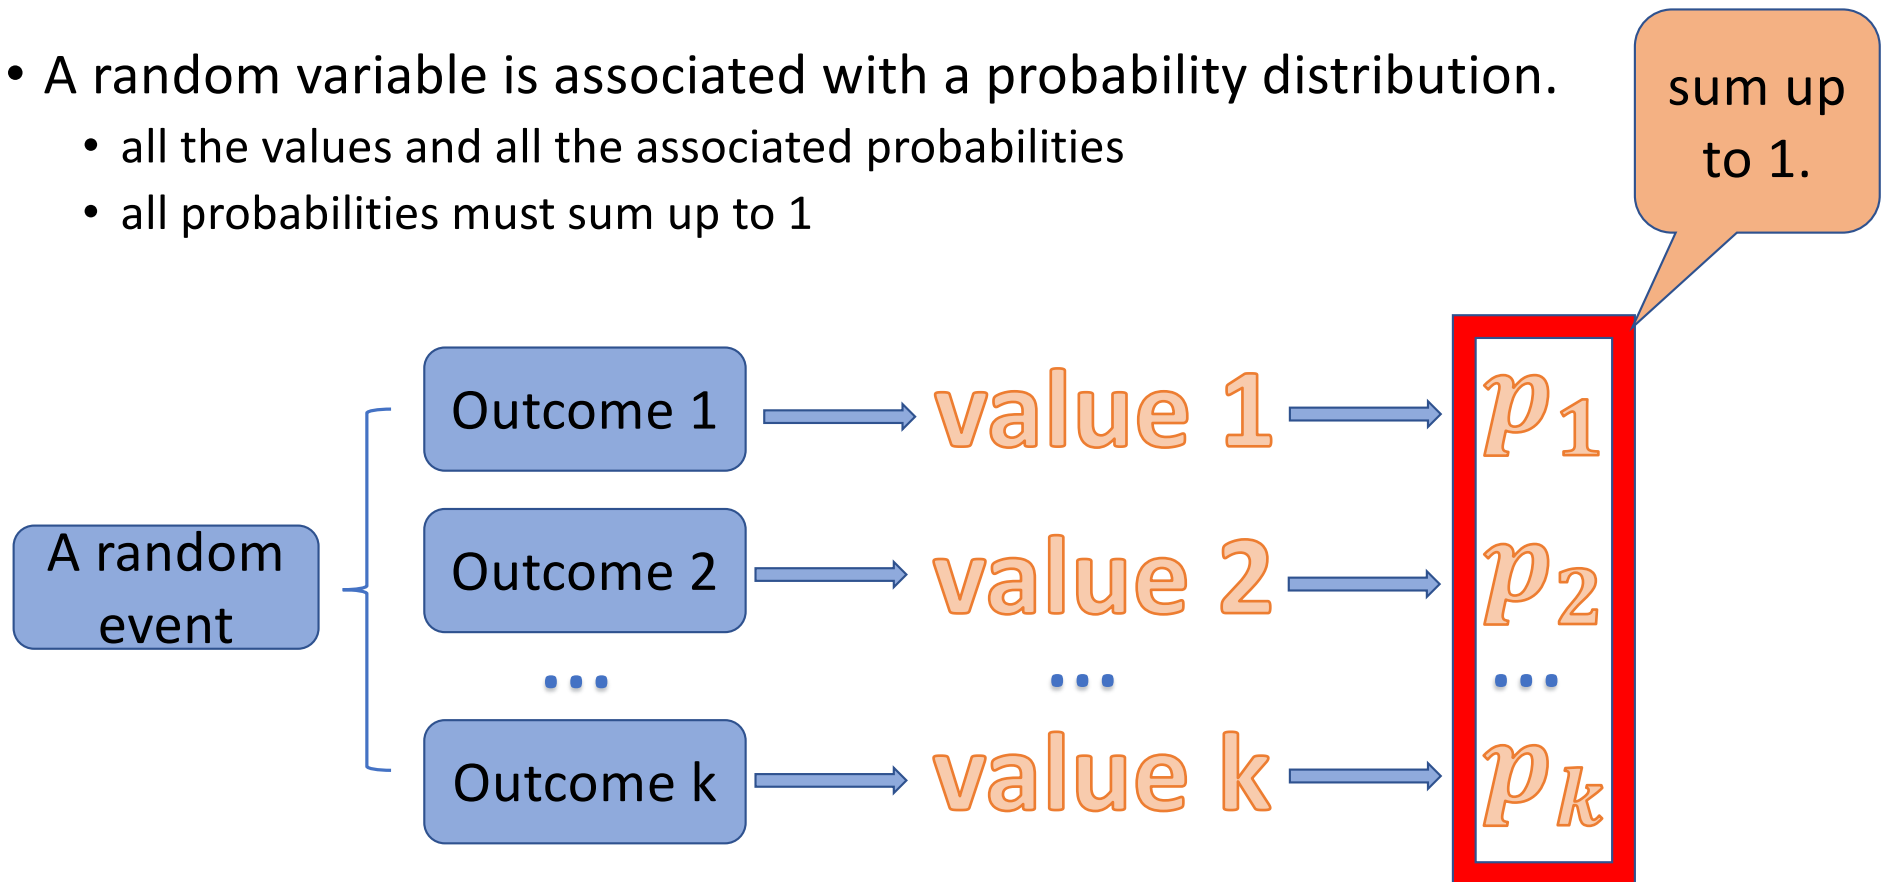 • A random variable is associated with a probability distribution.
• all the values and all the associated probabilities
• all probabilities must sum up to 1
sum up
to 1.
A random
event
Outcome 1 value 1 p₁
Outcome 2 value 2 p₂
... ... ...
Outcome k value k pₖ